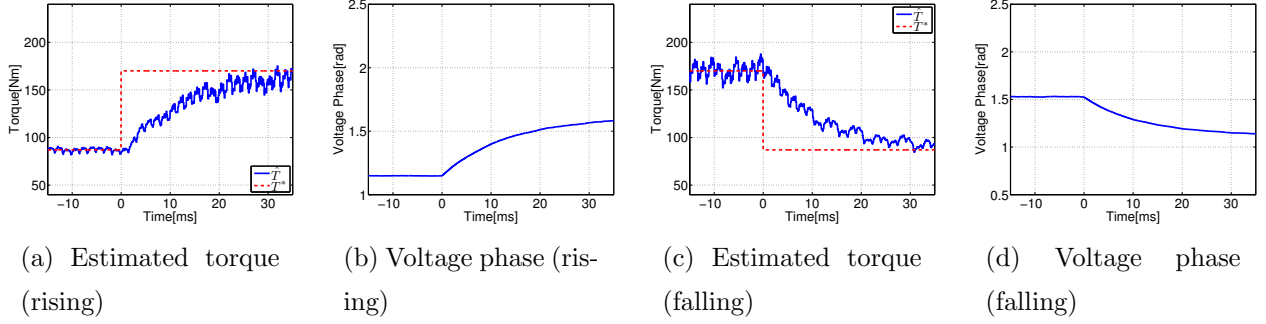 200
150
100
50
−10
0
10
20
30
Torque[Nm]
Time[ms]
T̂
T*
2.5
2
1.5
1
−10
0
10
20
30
Voltage Phase[rad]
Time[ms]
200
150
100
50
−10
0
10
20
30
Torque[Nm]
Time[ms]
T̂
T*
2.5
2
1.5
1
0.5
−10
0
10
20
30
Voltage Phase[rad]
Time[ms]
(a) Estimated torque
(rising)
(b) Voltage phase (ris-
ing)
(c) Estimated torque
(falling)
(d) Voltage phase
(falling)